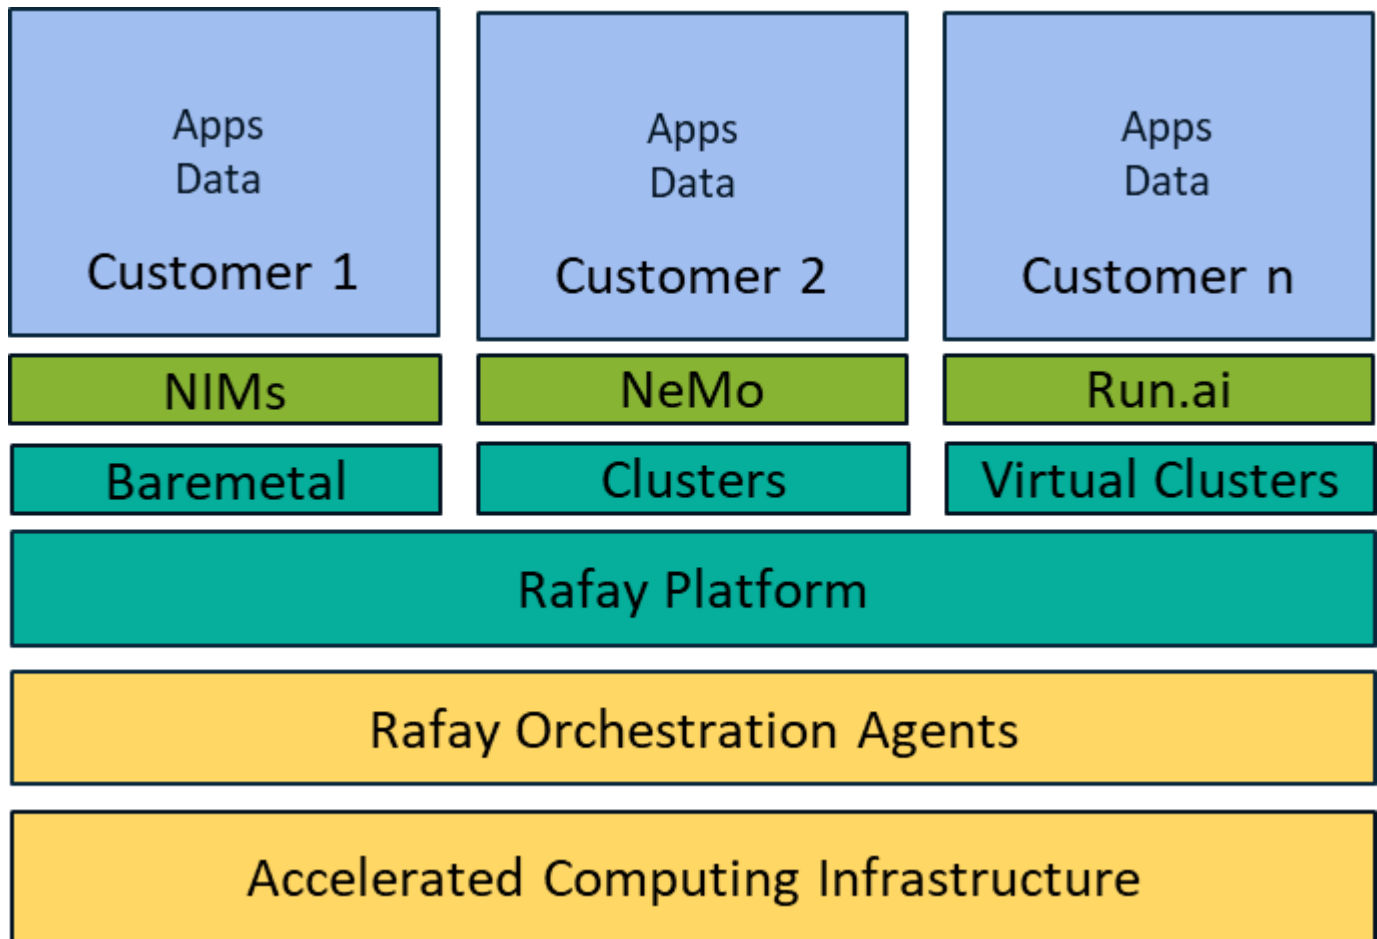 Apps
Data
Customer 1
Apps
Data
Customer 2
Apps
Data
Customer n
NIMs
NeMo
Run.ai
Baremetal
Clusters
Virtual Clusters
Rafay Platform
Rafay Orchestration Agents
Accelerated Computing Infrastructure